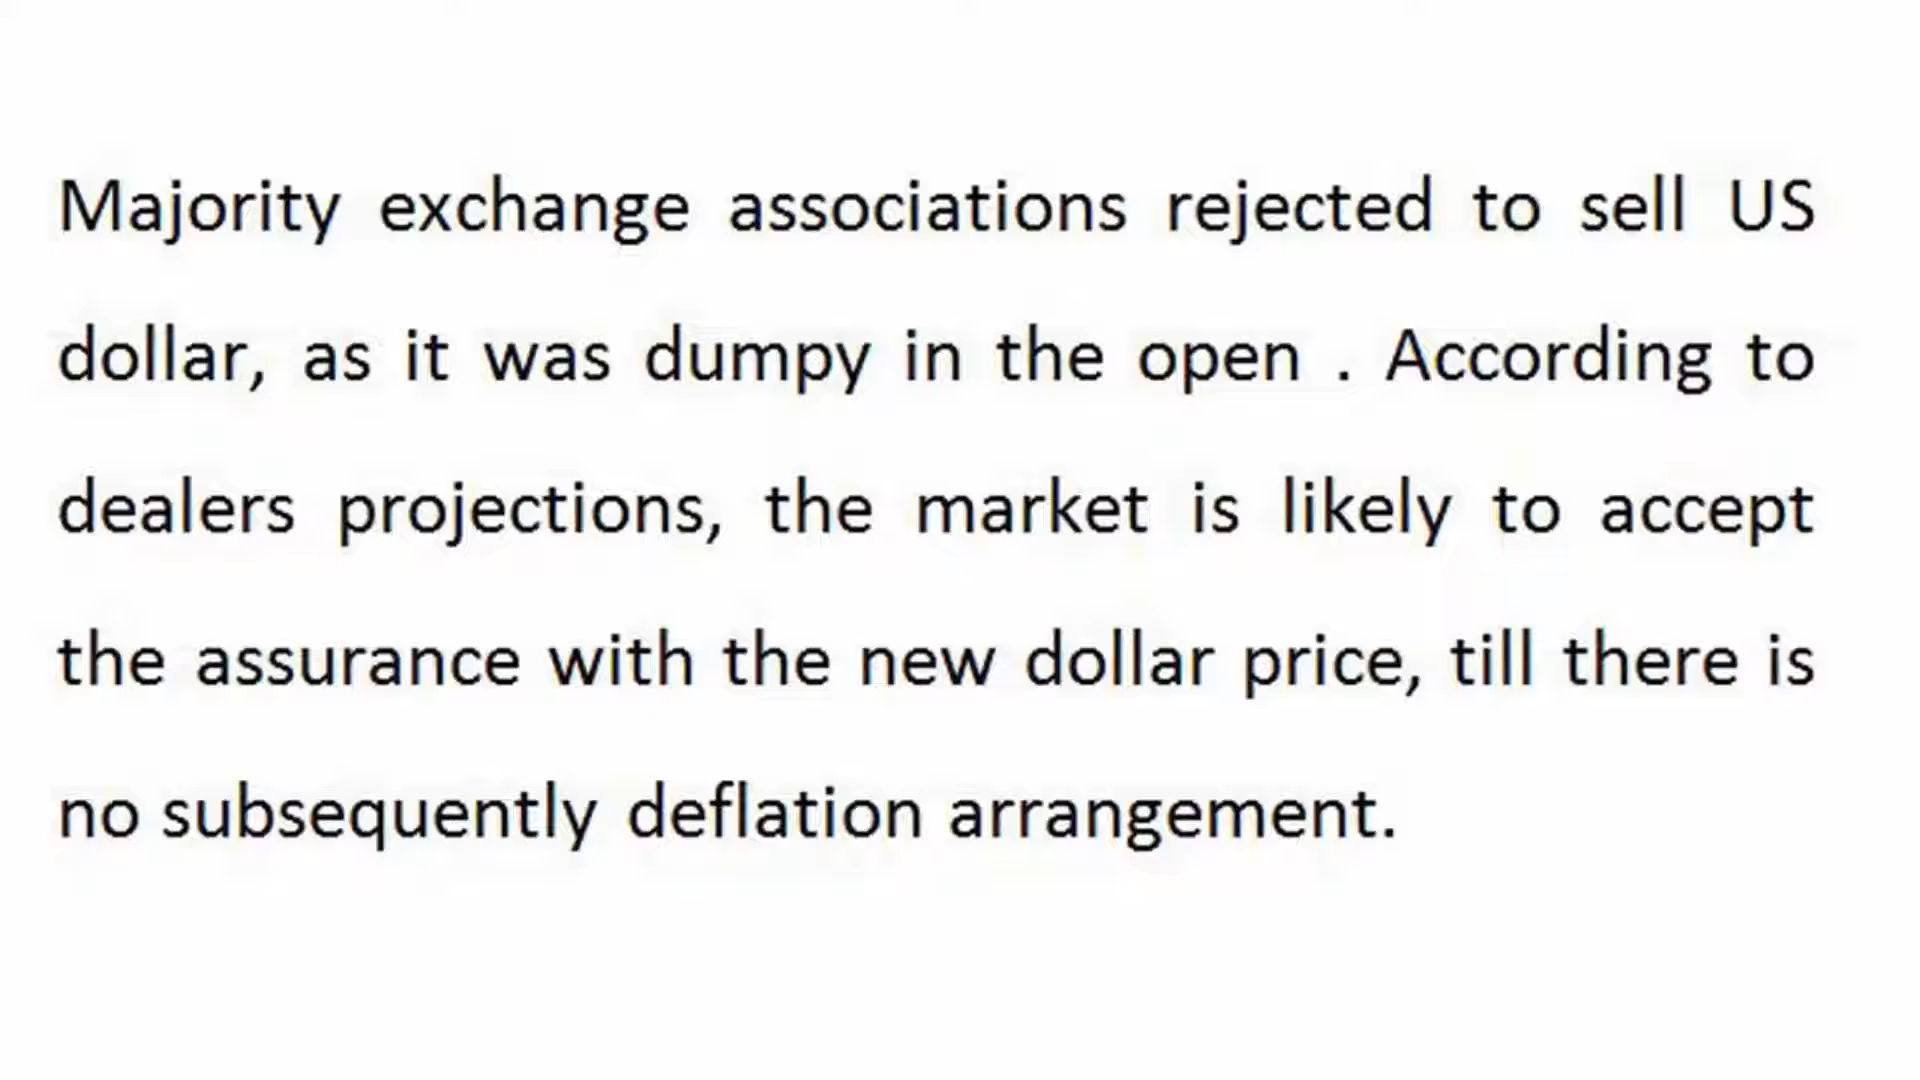 Majority exchange associations rejected to sell US
dollar, as it was dumpy in the open . According to
dealers projections, the market is likely to accept
the assurance with the new dollar price, till there is
no subsequently deflation arrangement.